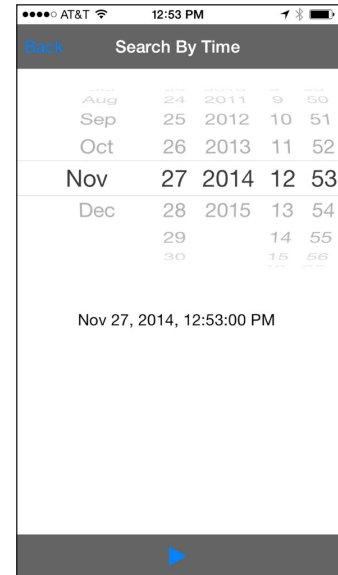 AT&T 12:53 PM
Back Search By Time
Aug 24 2011 9 50
Sep 25 2012 10 51
Oct 26 2013 11 52
Nov 27 2014 12 53
Dec 28 2015 13 54
29 14 55
30 15 56
Nov 27, 2014, 12:53:00 PM